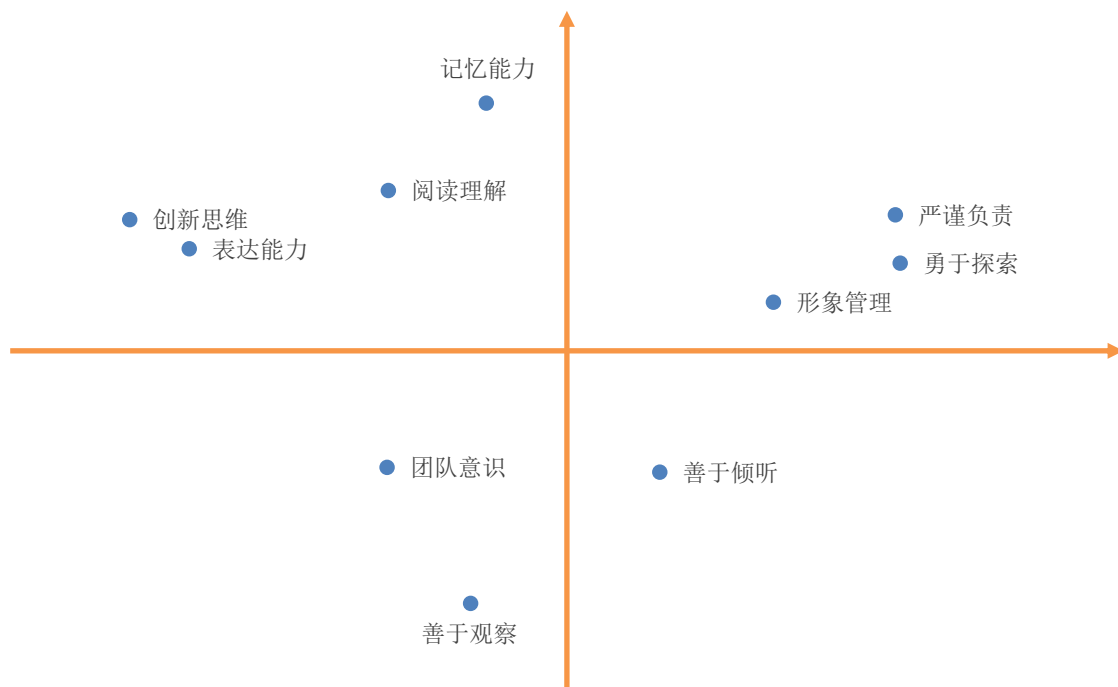 记忆能力
阅读理解
创新思维
严谨负责
表达能力
勇于探索
形象管理
团队意识
善于倾听
善于观察